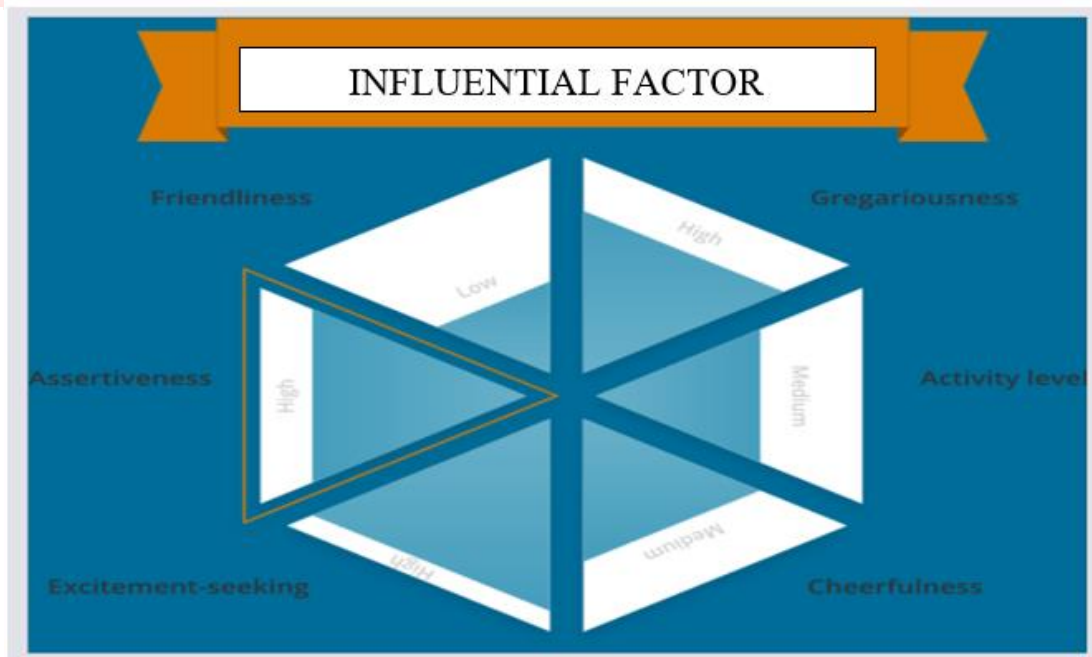 INFLUENTIAL FACTOR
Friendliness
Gregariousness
Low
High
Assertiveness
High
Medium
Activity level
High
Medium
Excitement-seeking
Cheerfulness